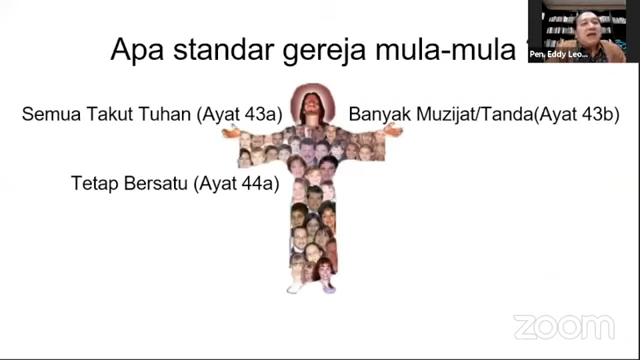 Apa standar gereja mula-mula ?
Pen. Eddy Leo...
Semua Takut Tuhan (Ayat 43a)
Banyak Muzijat/Tanda(Ayat 43b)
Tetap Bersatu (Ayat 44a)
zoom